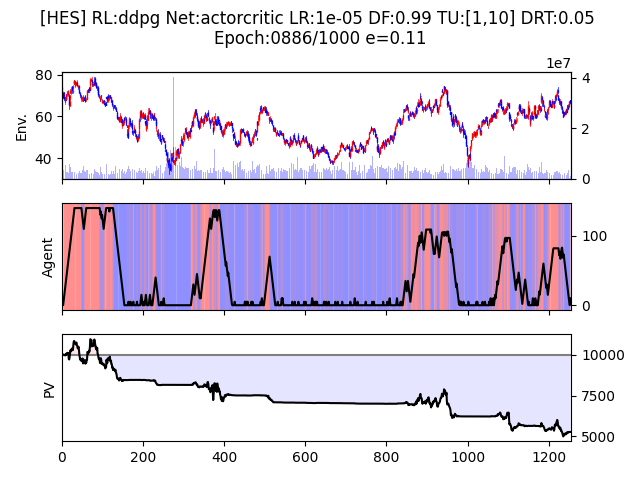 [HES] RL:ddpg Net:actorcritic LR:1e-05 DF:0.99 TU:[1,10] DRT:0.05
Epoch:0886/1000 e=0.11
1e7
80
60
40
Env.
4
2
0
Agent
100
0
PV
10000
7500
5000
0 200 400 600 800 1000 1200